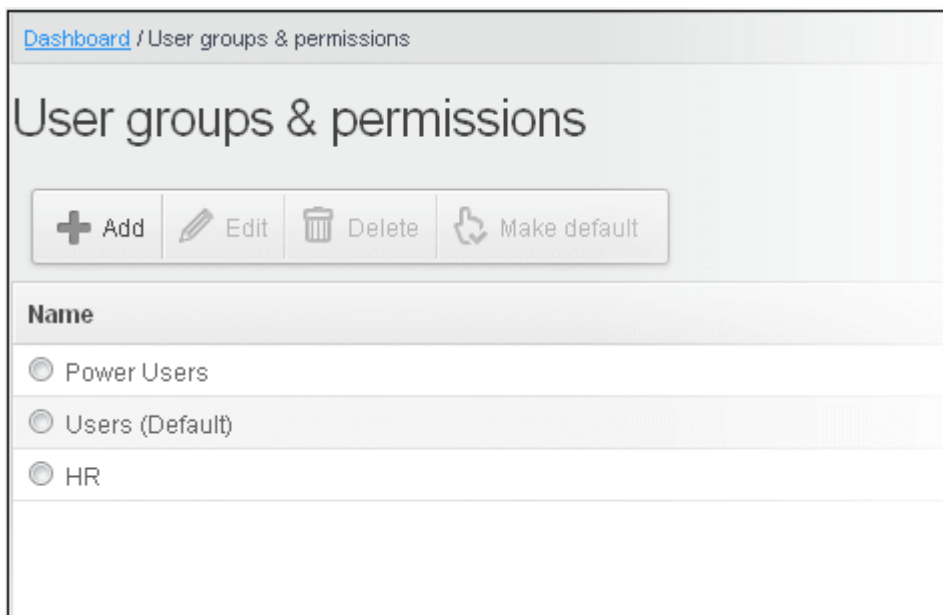 Dashboard / User groups & permissions
User groups & permissions
Add Edit Delete Make default
Name
Power Users
Users (Default)
HR